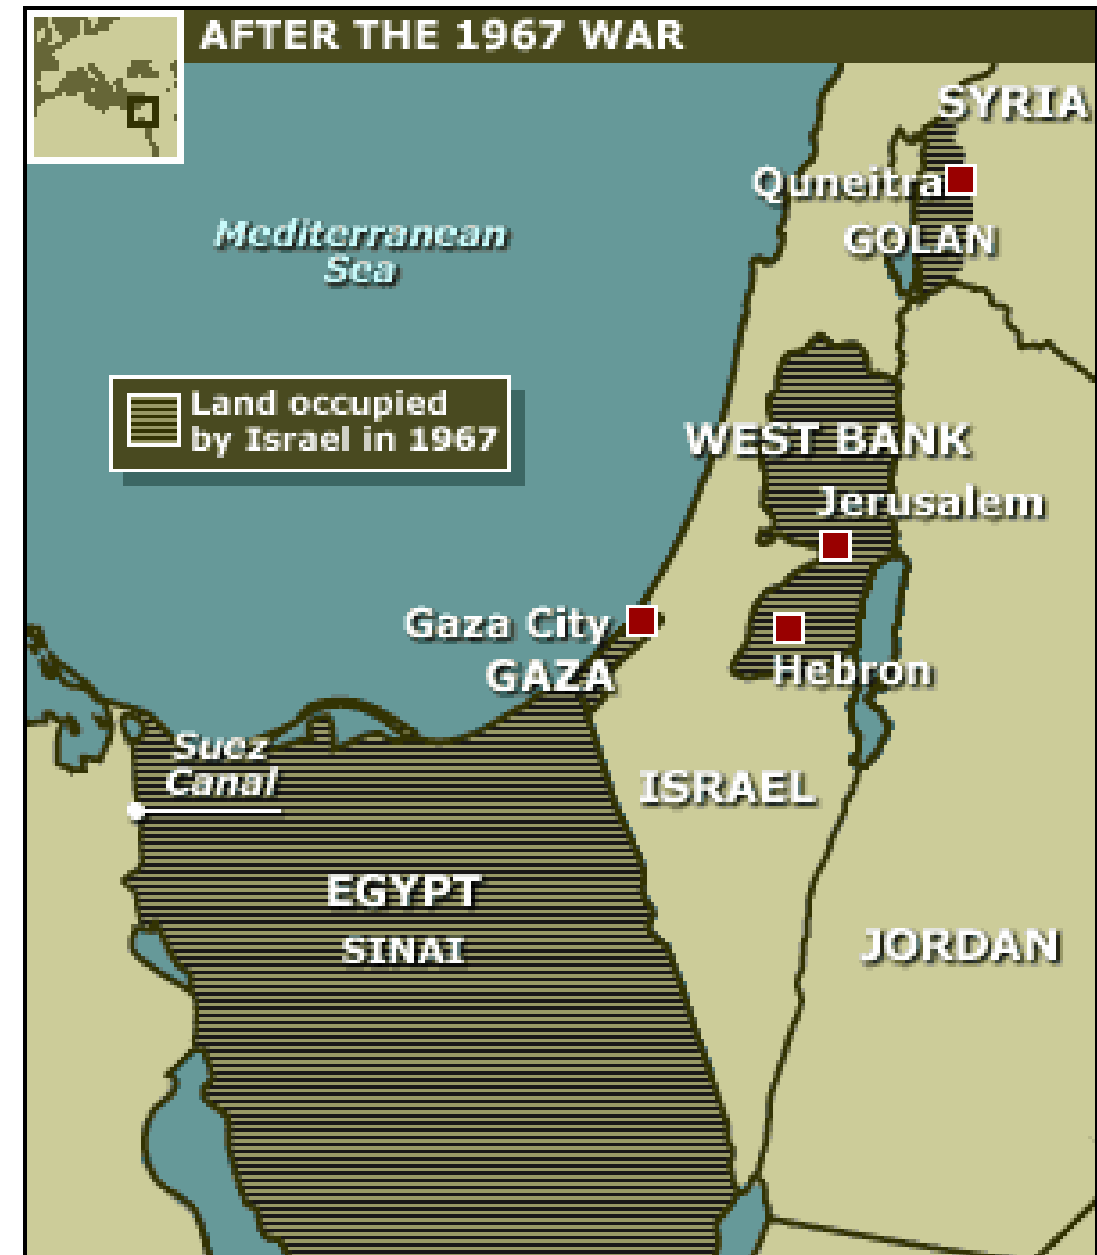 AFTER THE 1967 WAR
SYRIA
Quneitra
GOLAN
Mediterranean
Sea
Land occupied
by Israel in 1967
WEST BANK
Jerusalem
Gaza City
GAZA
Hebron
Suez
Canal
ISRAEL
EGYPT
SINAI
JORDAN